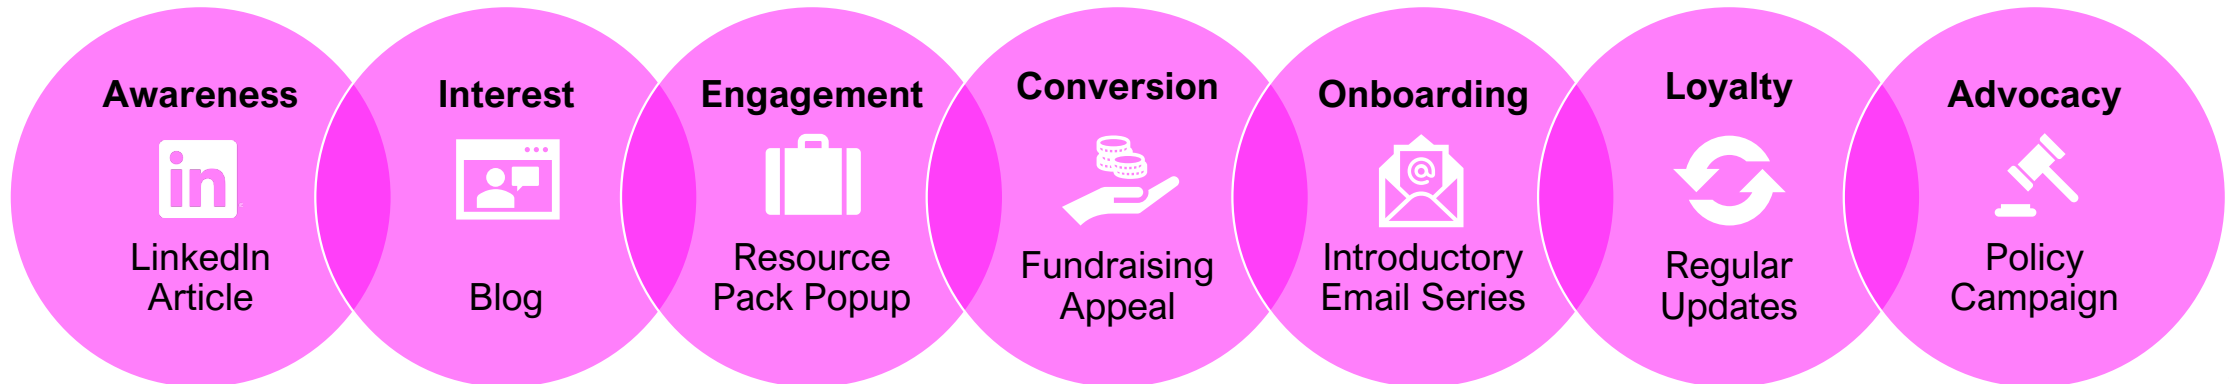 Awareness
in
LinkedIn
Article
Interest
Blog
Engagement
Resource
Pack Popup
Conversion
Fundraising
Appeal
Onboarding
@
Introductory
Email Series
Loyalty
Regular
Updates
Advocacy
Policy
Campaign